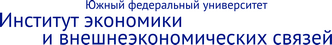 Южный федеральный университет
Институт экономики
и внешнеэкономических связей